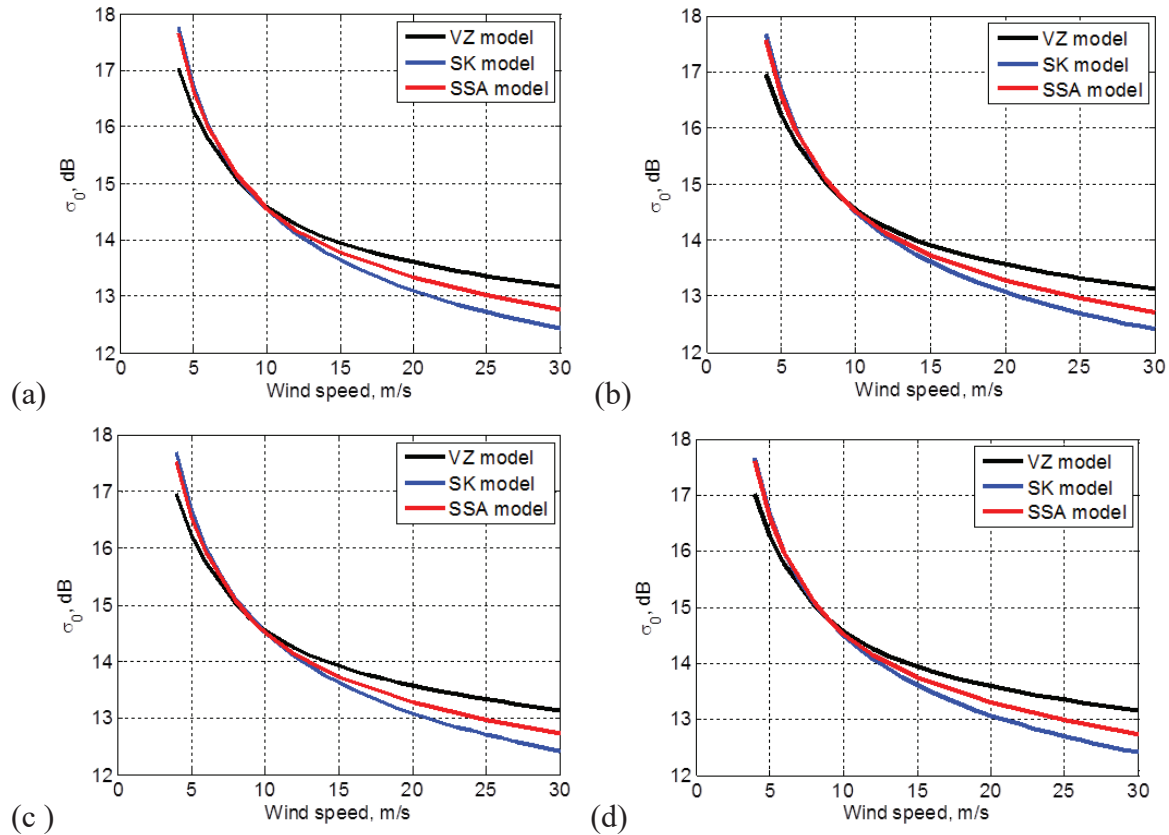 18
17
16
15
14
13
12
σ₀, dB
0 5 10 15 20 25 30
Wind speed, m/s
VZ model
SK model
SSA model
(a)
18
17
16
15
14
13
12
σ₀, dB
0 5 10 15 20 25 30
Wind speed, m/s
VZ model
SK model
SSA model
(b)
18
17
16
15
14
13
12
σ₀, dB
0 5 10 15 20 25 30
Wind speed, m/s
VZ model
SK model
SSA model
(c )
18
17
16
15
14
13
12
σ₀, dB
0 5 10 15 20 25 30
Wind speed, m/s
VZ model
SK model
SSA model
(d)